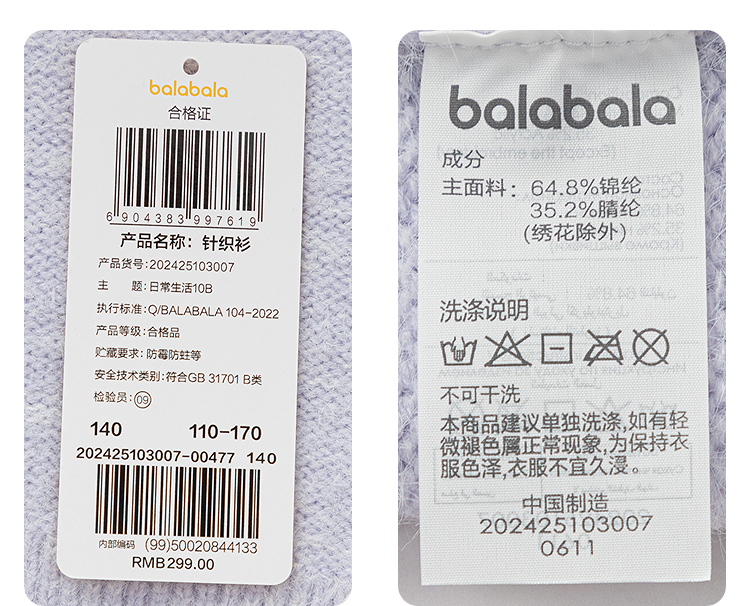 balabala
合格证
6 904383 997619
产品名称: 针织衫
产品货号:202425103007
主 题:日常生活10B
执行标准:Q/BALABALA 104-2022
产品等级:合格品
贮藏要求: 防霉防蛀等
安全技术类别:符合GB 31701 B类
检验员:09
140 110-170
202425103007-00477 140
内部编码 (99)50020844133
RMB299.00
balabala
成分
主面料: 64.8%锦纶
35.2%腈纶
(绣花除外)
洗涤说明
不可干洗
本商品建议单独洗涤,如有轻
微褪色属正常现象,为保持衣
服色泽,衣服不宜久浸。
中国制造
202425103007
0611